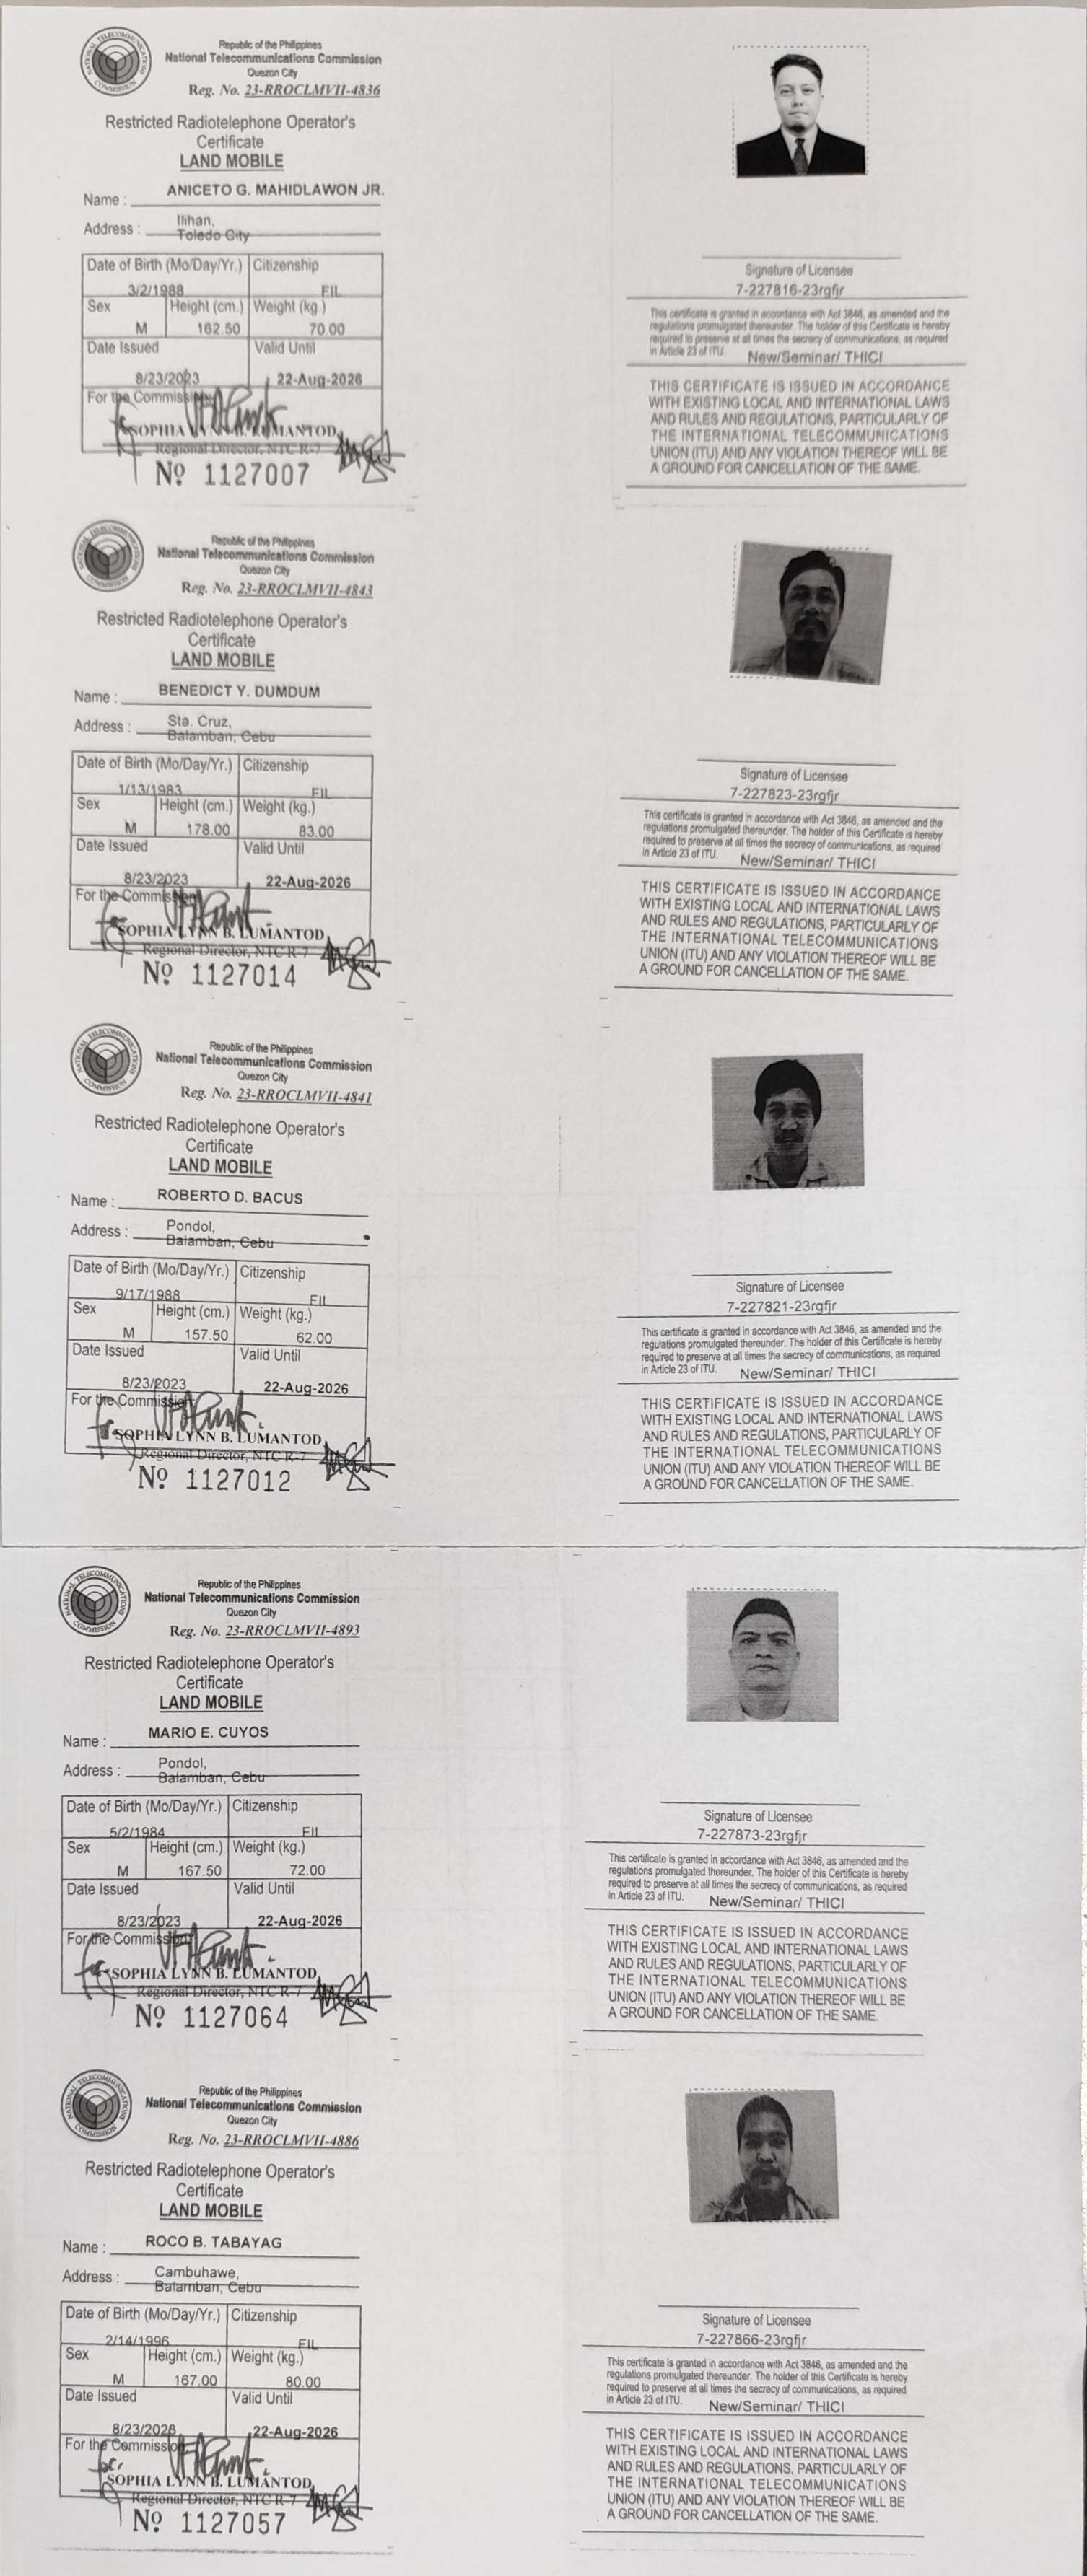 Republic of the Philippines
National Telecommunications Commission
Quezon City
Reg. No. 23-RROCLMVII-4836
Restricted Radiotelephone Operator's
Certificate
LAND MOBILE
Name : ANICETO G. MAHIDLAWON JR.
Address : Ilihan,
Toledo City
Date of Birth (Mo/Day/Yr.) Citizenship
3/2/1988 FIL
Sex Height (cm.) Weight (kg.)
M 162.50 70.00
Date Issued Valid Until
8/23/2023 22-Aug-2026
For the Commission
SOPHIA LYNN B. LUMANTOD
Regional Director, NTC R-7
Nº 1127007
Signature of Licensee
7-227816-23rgfjr
This certificate is granted in accordance with Act 3846, as amended and the
regulations promulgated thereunder. The holder of this Certificate is hereby
required to preserve at all times the secrecy of communications, as required
in Article 23 of ITU. New/Seminar/ THICI
THIS CERTIFICATE IS ISSUED IN ACCORDANCE
WITH EXISTING LOCAL AND INTERNATIONAL LAWS
AND RULES AND REGULATIONS, PARTICULARLY OF
THE INTERNATIONAL TELECOMMUNICATIONS
UNION (ITU) AND ANY VIOLATION THEREOF WILL BE
A GROUND FOR CANCELLATION OF THE SAME.
Republic of the Philippines
National Telecommunications Commission
Quezon City
Reg. No. 23-RROCLMVII-4843
Restricted Radiotelephone Operator's
Certificate
LAND MOBILE
Name : BENEDICT Y. DUMDUM
Address : Sta. Cruz,
Balamban, Cebu
Date of Birth (Mo/Day/Yr.) Citizenship
1/13/1983 FIL
Sex Height (cm.) Weight (kg.)
M 178.00 83.00
Date Issued Valid Until
8/23/2023 22-Aug-2026
For the Commission
SOPHIA LYNN B. LUMANTOD
Regional Director, NTC R-7
Nº 1127014
Signature of Licensee
7-227823-23rgfjr
This certificate is granted in accordance with Act 3846, as amended and the
regulations promulgated thereunder. The holder of this Certificate is hereby
required to preserve at all times the secrecy of communications, as required
in Article 23 of ITU. New/Seminar/ THICI
THIS CERTIFICATE IS ISSUED IN ACCORDANCE
WITH EXISTING LOCAL AND INTERNATIONAL LAWS
AND RULES AND REGULATIONS, PARTICULARLY OF
THE INTERNATIONAL TELECOMMUNICATIONS
UNION (ITU) AND ANY VIOLATION THEREOF WILL BE
A GROUND FOR CANCELLATION OF THE SAME.
Republic of the Philippines
National Telecommunications Commission
Quezon City
Reg. No. 23-RROCLMVII-4841
Restricted Radiotelephone Operator's
Certificate
LAND MOBILE
Name : ROBERTO D. BACUS
Address : Pondol,
Balamban, Cebu
Date of Birth (Mo/Day/Yr.) Citizenship
9/17/1988 FIL
Sex Height (cm.) Weight (kg.)
M 157.50 62.00
Date Issued Valid Until
8/23/2023 22-Aug-2026
For the Commission
SOPHIA LYNN B. LUMANTOD
Regional Director, NTC R-7
Nº 1127012
Signature of Licensee
7-227821-23rgfjr
This certificate is granted in accordance with Act 3846, as amended and the
regulations promulgated thereunder. The holder of this Certificate is hereby
required to preserve at all times the secrecy of communications, as required
in Article 23 of ITU. New/Seminar/ THICI
THIS CERTIFICATE IS ISSUED IN ACCORDANCE
WITH EXISTING LOCAL AND INTERNATIONAL LAWS
AND RULES AND REGULATIONS, PARTICULARLY OF
THE INTERNATIONAL TELECOMMUNICATIONS
UNION (ITU) AND ANY VIOLATION THEREOF WILL BE
A GROUND FOR CANCELLATION OF THE SAME.
Republic of the Philippines
National Telecommunications Commission
Quezon City
Reg. No. 23-RROCLMVII-4893
Restricted Radiotelephone Operator's
Certificate
LAND MOBILE
Name : MARIO E. CUYOS
Address : Pondol,
Balamban, Cebu
Date of Birth (Mo/Day/Yr.) Citizenship
5/2/1984 FIL
Sex Height (cm.) Weight (kg.)
M 167.50 72.00
Date Issued Valid Until
8/23/2023 22-Aug-2026
For the Commission
SOPHIA LYNN B. LUMANTOD
Regional Director, NTC R-7
Nº 1127064
Signature of Licensee
7-227873-23rgfjr
This certificate is granted in accordance with Act 3846, as amended and the
regulations promulgated thereunder. The holder of this Certificate is hereby
required to preserve at all times the secrecy of communications, as required
in Article 23 of ITU. New/Seminar/ THICI
THIS CERTIFICATE IS ISSUED IN ACCORDANCE
WITH EXISTING LOCAL AND INTERNATIONAL LAWS
AND RULES AND REGULATIONS, PARTICULARLY OF
THE INTERNATIONAL TELECOMMUNICATIONS
UNION (ITU) AND ANY VIOLATION THEREOF WILL BE
A GROUND FOR CANCELLATION OF THE SAME.
Republic of the Philippines
National Telecommunications Commission
Quezon City
Reg. No. 23-RROCLMVII-4886
Restricted Radiotelephone Operator's
Certificate
LAND MOBILE
Name : ROCO B. TABAYAG
Address : Cambuhawe,
Balamban, Cebu
Date of Birth (Mo/Day/Yr.) Citizenship
2/14/1996 FIL
Sex Height (cm.) Weight (kg.)
M 167.00 80.00
Date Issued Valid Until
8/23/2023 22-Aug-2026
For the Commission
SOPHIA LYNN B. LUMANTOD
Regional Director, NTC R-7
Nº 1127057
Signature of Licensee
7-227866-23rgfjr
This certificate is granted in accordance with Act 3846, as amended and the
regulations promulgated thereunder. The holder of this Certificate is hereby
required to preserve at all times the secrecy of communications, as required
in Article 23 of ITU. New/Seminar/ THICI
THIS CERTIFICATE IS ISSUED IN ACCORDANCE
WITH EXISTING LOCAL AND INTERNATIONAL LAWS
AND RULES AND REGULATIONS, PARTICULARLY OF
THE INTERNATIONAL TELECOMMUNICATIONS
UNION (ITU) AND ANY VIOLATION THEREOF WILL BE
A GROUND FOR CANCELLATION OF THE SAME.